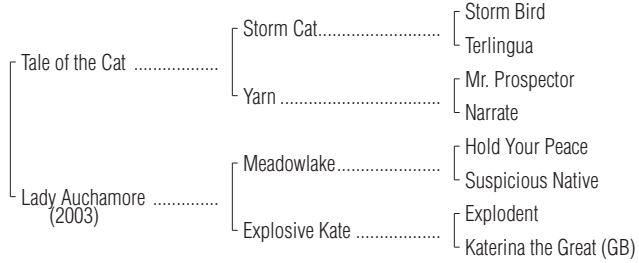 Storm Bird
Storm Cat....................
Terlingua
Tale of the Cat .................
Mr. Prospector
Yarn ................................
Narrate
Hold Your Peace
Meadowlake....................
Suspicious Native
Lady Auchamore .............
(2003)
Explodent
Explosive Kate ................
Katerina the Great (GB)